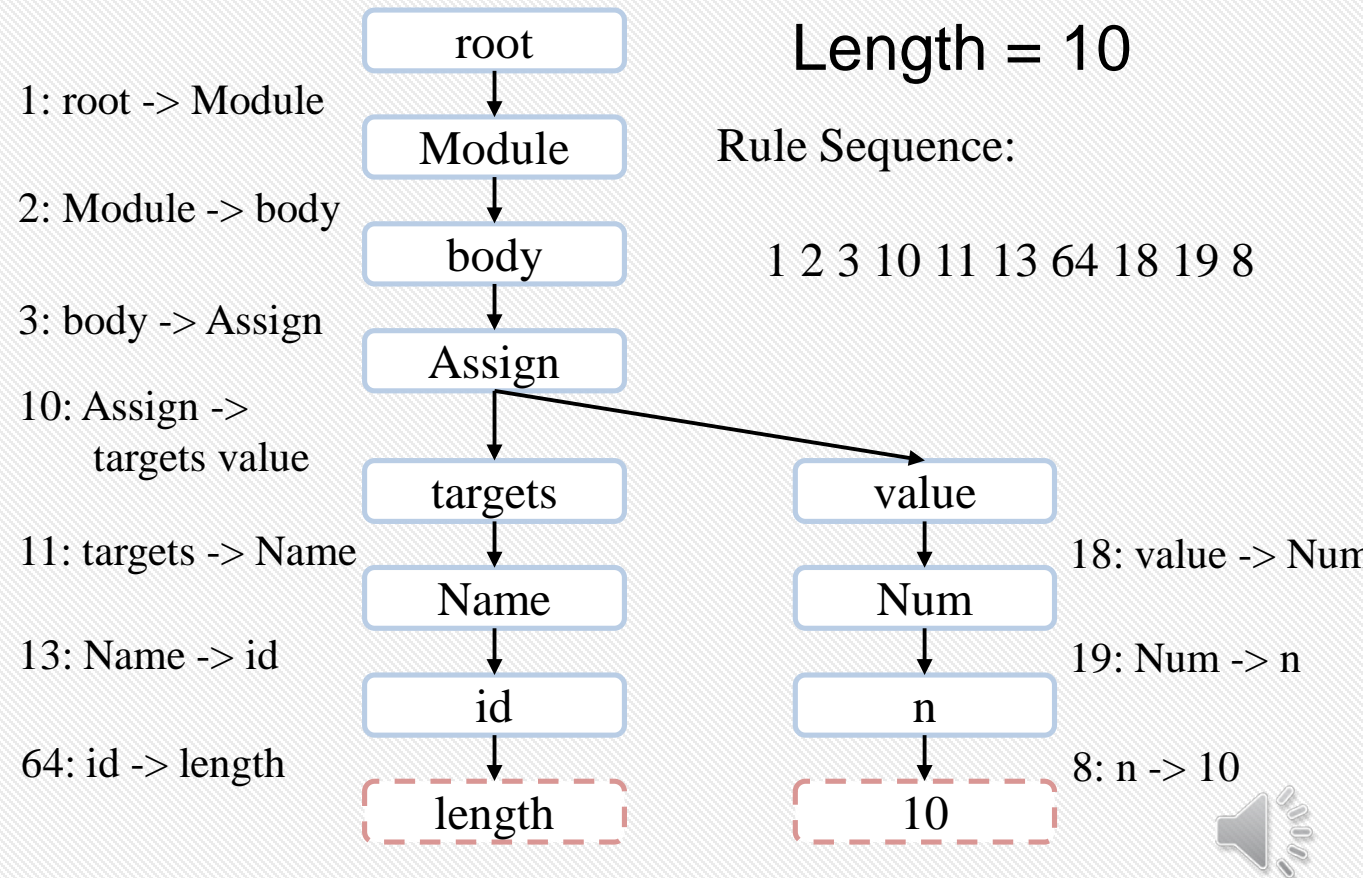 Length = 10
Rule Sequence:
1 2 3 10 11 13 64 18 19 8
root
1: root -> Module
Module
2: Module -> body
body
3: body -> Assign
Assign
10: Assign ->
targets value
targets
value
11: targets -> Name
18: value -> Num
Name
Num
13: Name -> id
19: Num -> n
id
n
64: id -> length
8: n -> 10
length
10